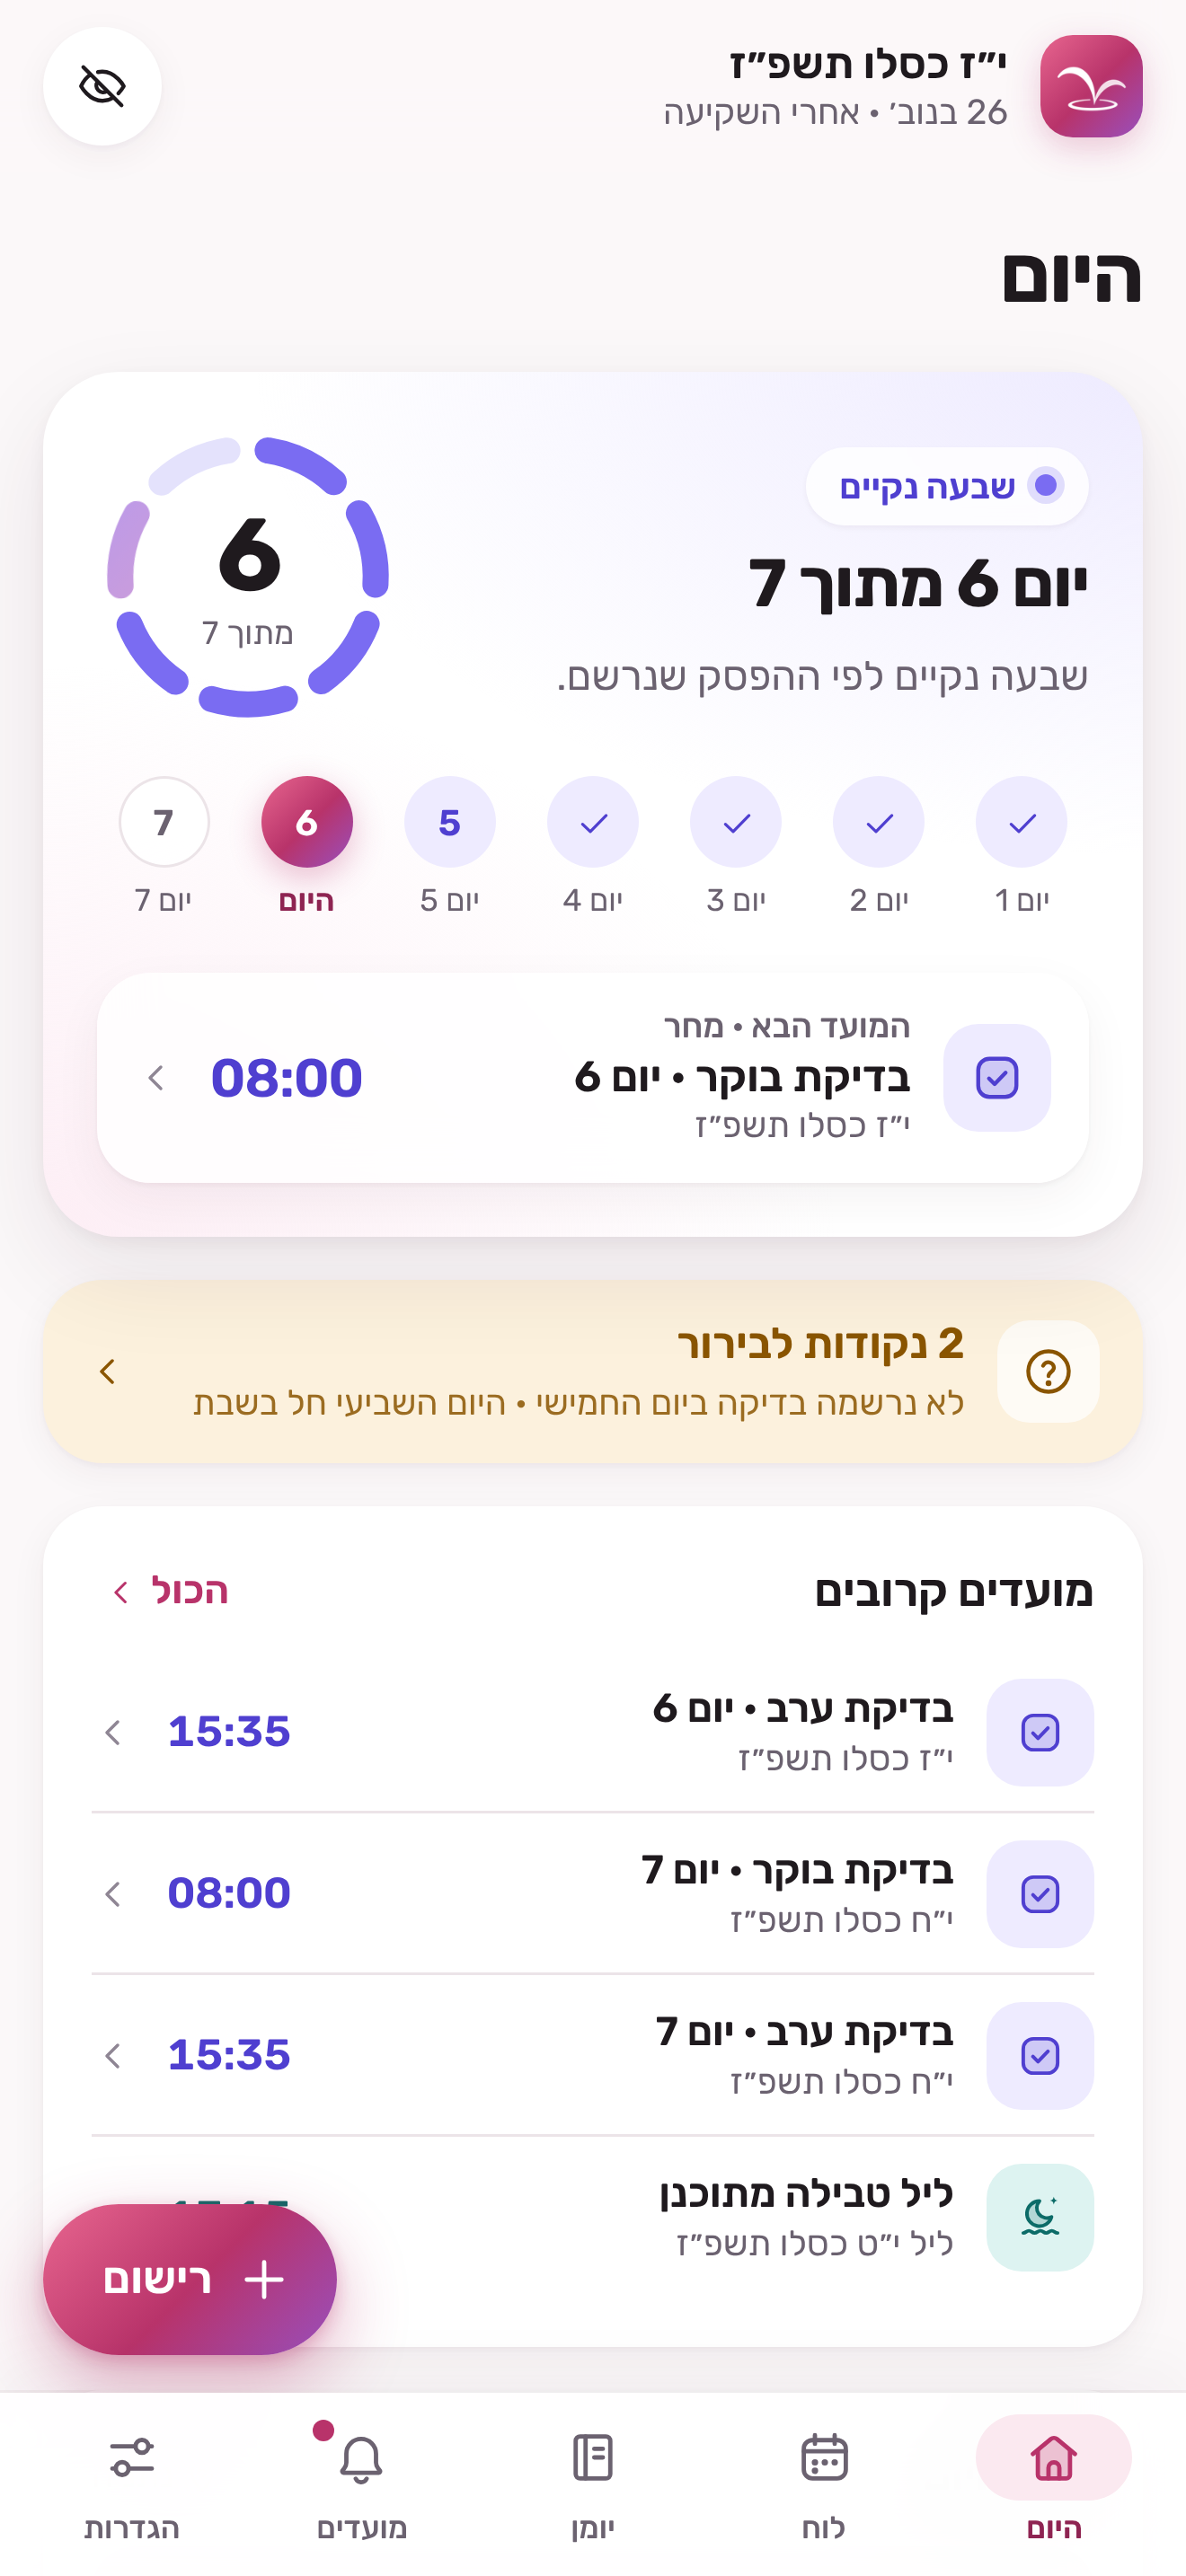 י״ז כסלו תשפ״ז
26 בנוב׳ • אחרי השקיעה
היום
שבעה נקיים
יום 6 מתוך 7
שבעה נקיים לפי ההפסק שנרשם.
6
מתוך 7
5 6 7
יום 1 יום 2 יום 3 יום 4 יום 5 היום יום 7
המועד הבא • מחר
בדיקת בוקר • יום 6
י״ז כסלו תשפ״ז
08:00
2 נקודות לבירור
לא נרשמה בדיקה ביום החמישי • היום השביעי חל בשבת
מועדים קרובים
הכול
בדיקת ערב • יום 6
י״ז כסלו תשפ״ז
15:35
בדיקת בוקר • יום 7
י״ח כסלו תשפ״ז
08:00
בדיקת ערב • יום 7
י״ח כסלו תשפ״ז
15:35
ליל טבילה מתוכנן
ליל י״ט כסלו תשפ״ז
רישום
היום לוח יומן מועדים הגדרות